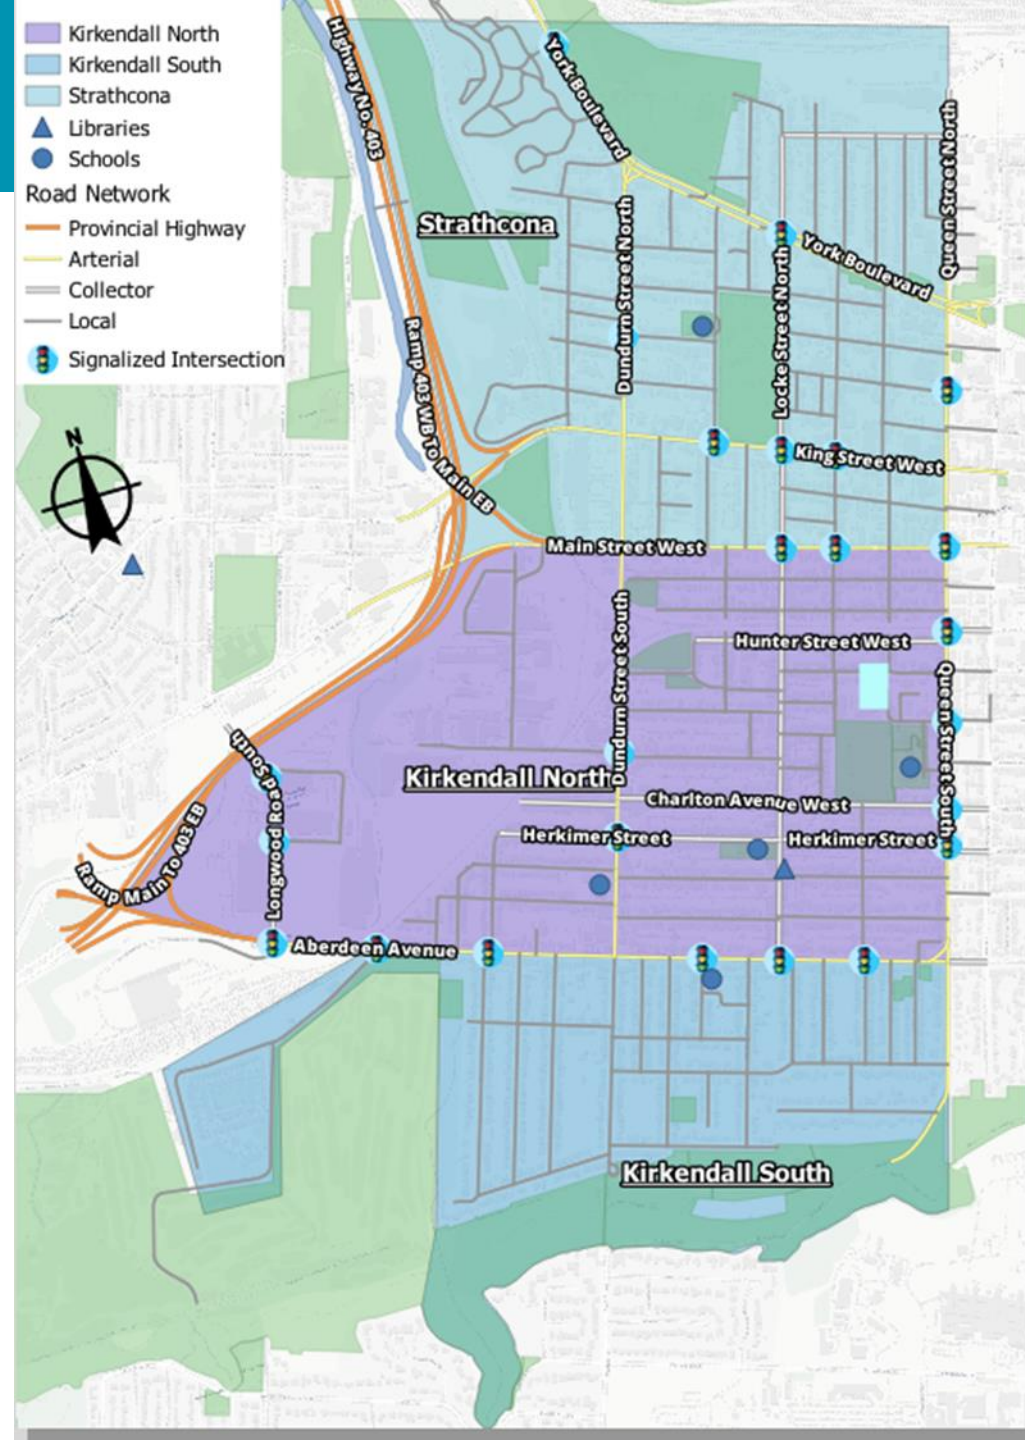 Kirkendall North
Kirkendall South
Strathcona
Libraries
Schools
Road Network
Provincial Highway
Arterial
Collector
Local
Signalized Intersection
N
Highway No. 403
York Boulevard
Queen Street North
Strathcona
Dundurn Street North
Locke Street North
York Boulevard
Ramp 403 WB To Main EB
King Street West
Main Street West
Dundurn Street South
Hunter Street West
Queen Street South
Longwood Road South
Kirkendall North
Charlton Avenue West
Herkimer Street
Herkimer Street
Ramp Main To 403 EB
Aberdeen Avenue
Kirkendall South